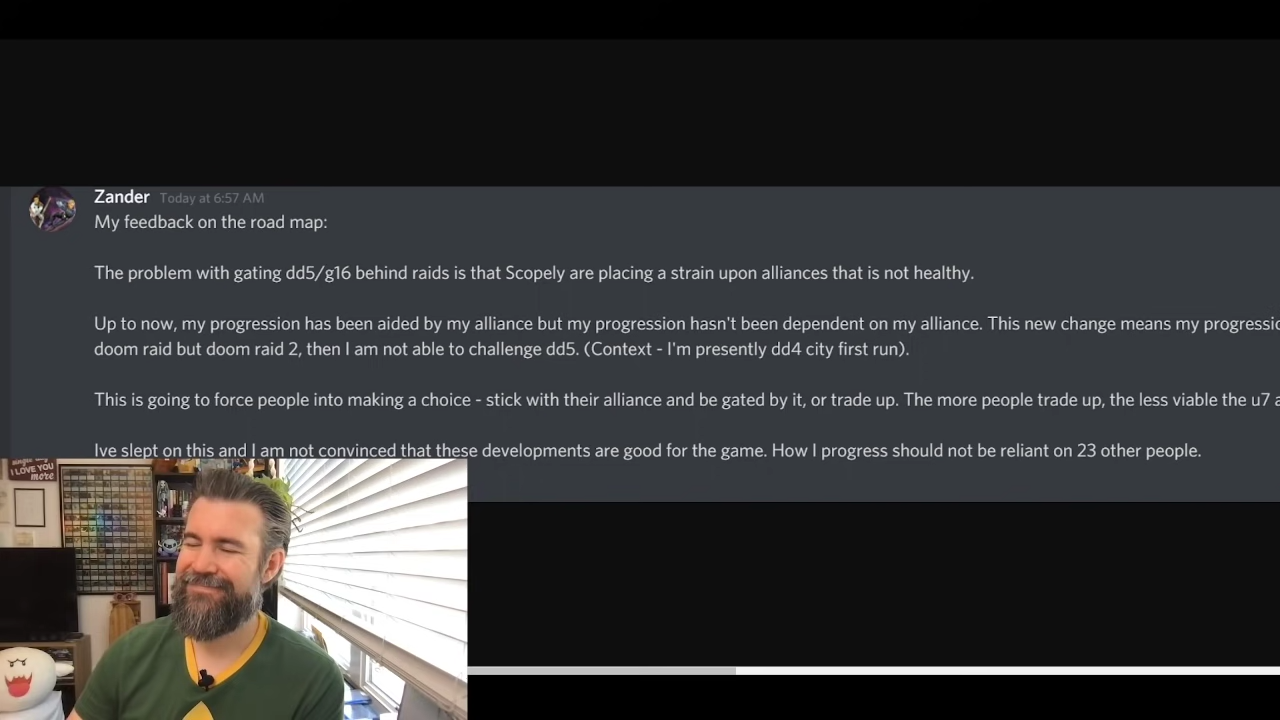 Zander Today at 6:57 AM
My feedback on the road map:
The problem with gating dd5/g16 behind raids is that Scopely are placing a strain upon alliances that is not healthy.
Up to now, my progression has been aided by my alliance but my progression hasn't been dependent on my alliance. This new change means my progressio
doom raid but doom raid 2, then I am not able to challenge dd5. (Context - I'm presently dd4 city first run).
This is going to force people into making a choice - stick with their alliance and be gated by it, or trade up. The more people trade up, the less viable the u7 a
Ive slept on this and I am not convinced that these developments are good for the game. How I progress should not be reliant on 23 other people.
I LOVE YOU
more